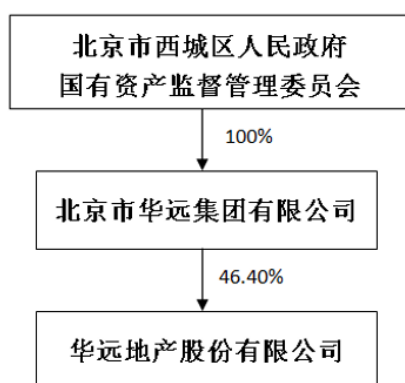 北京市西城区人民政府
国有资产监督管理委员会
100%
北京市华远集团有限公司
46.40%
华远地产股份有限公司